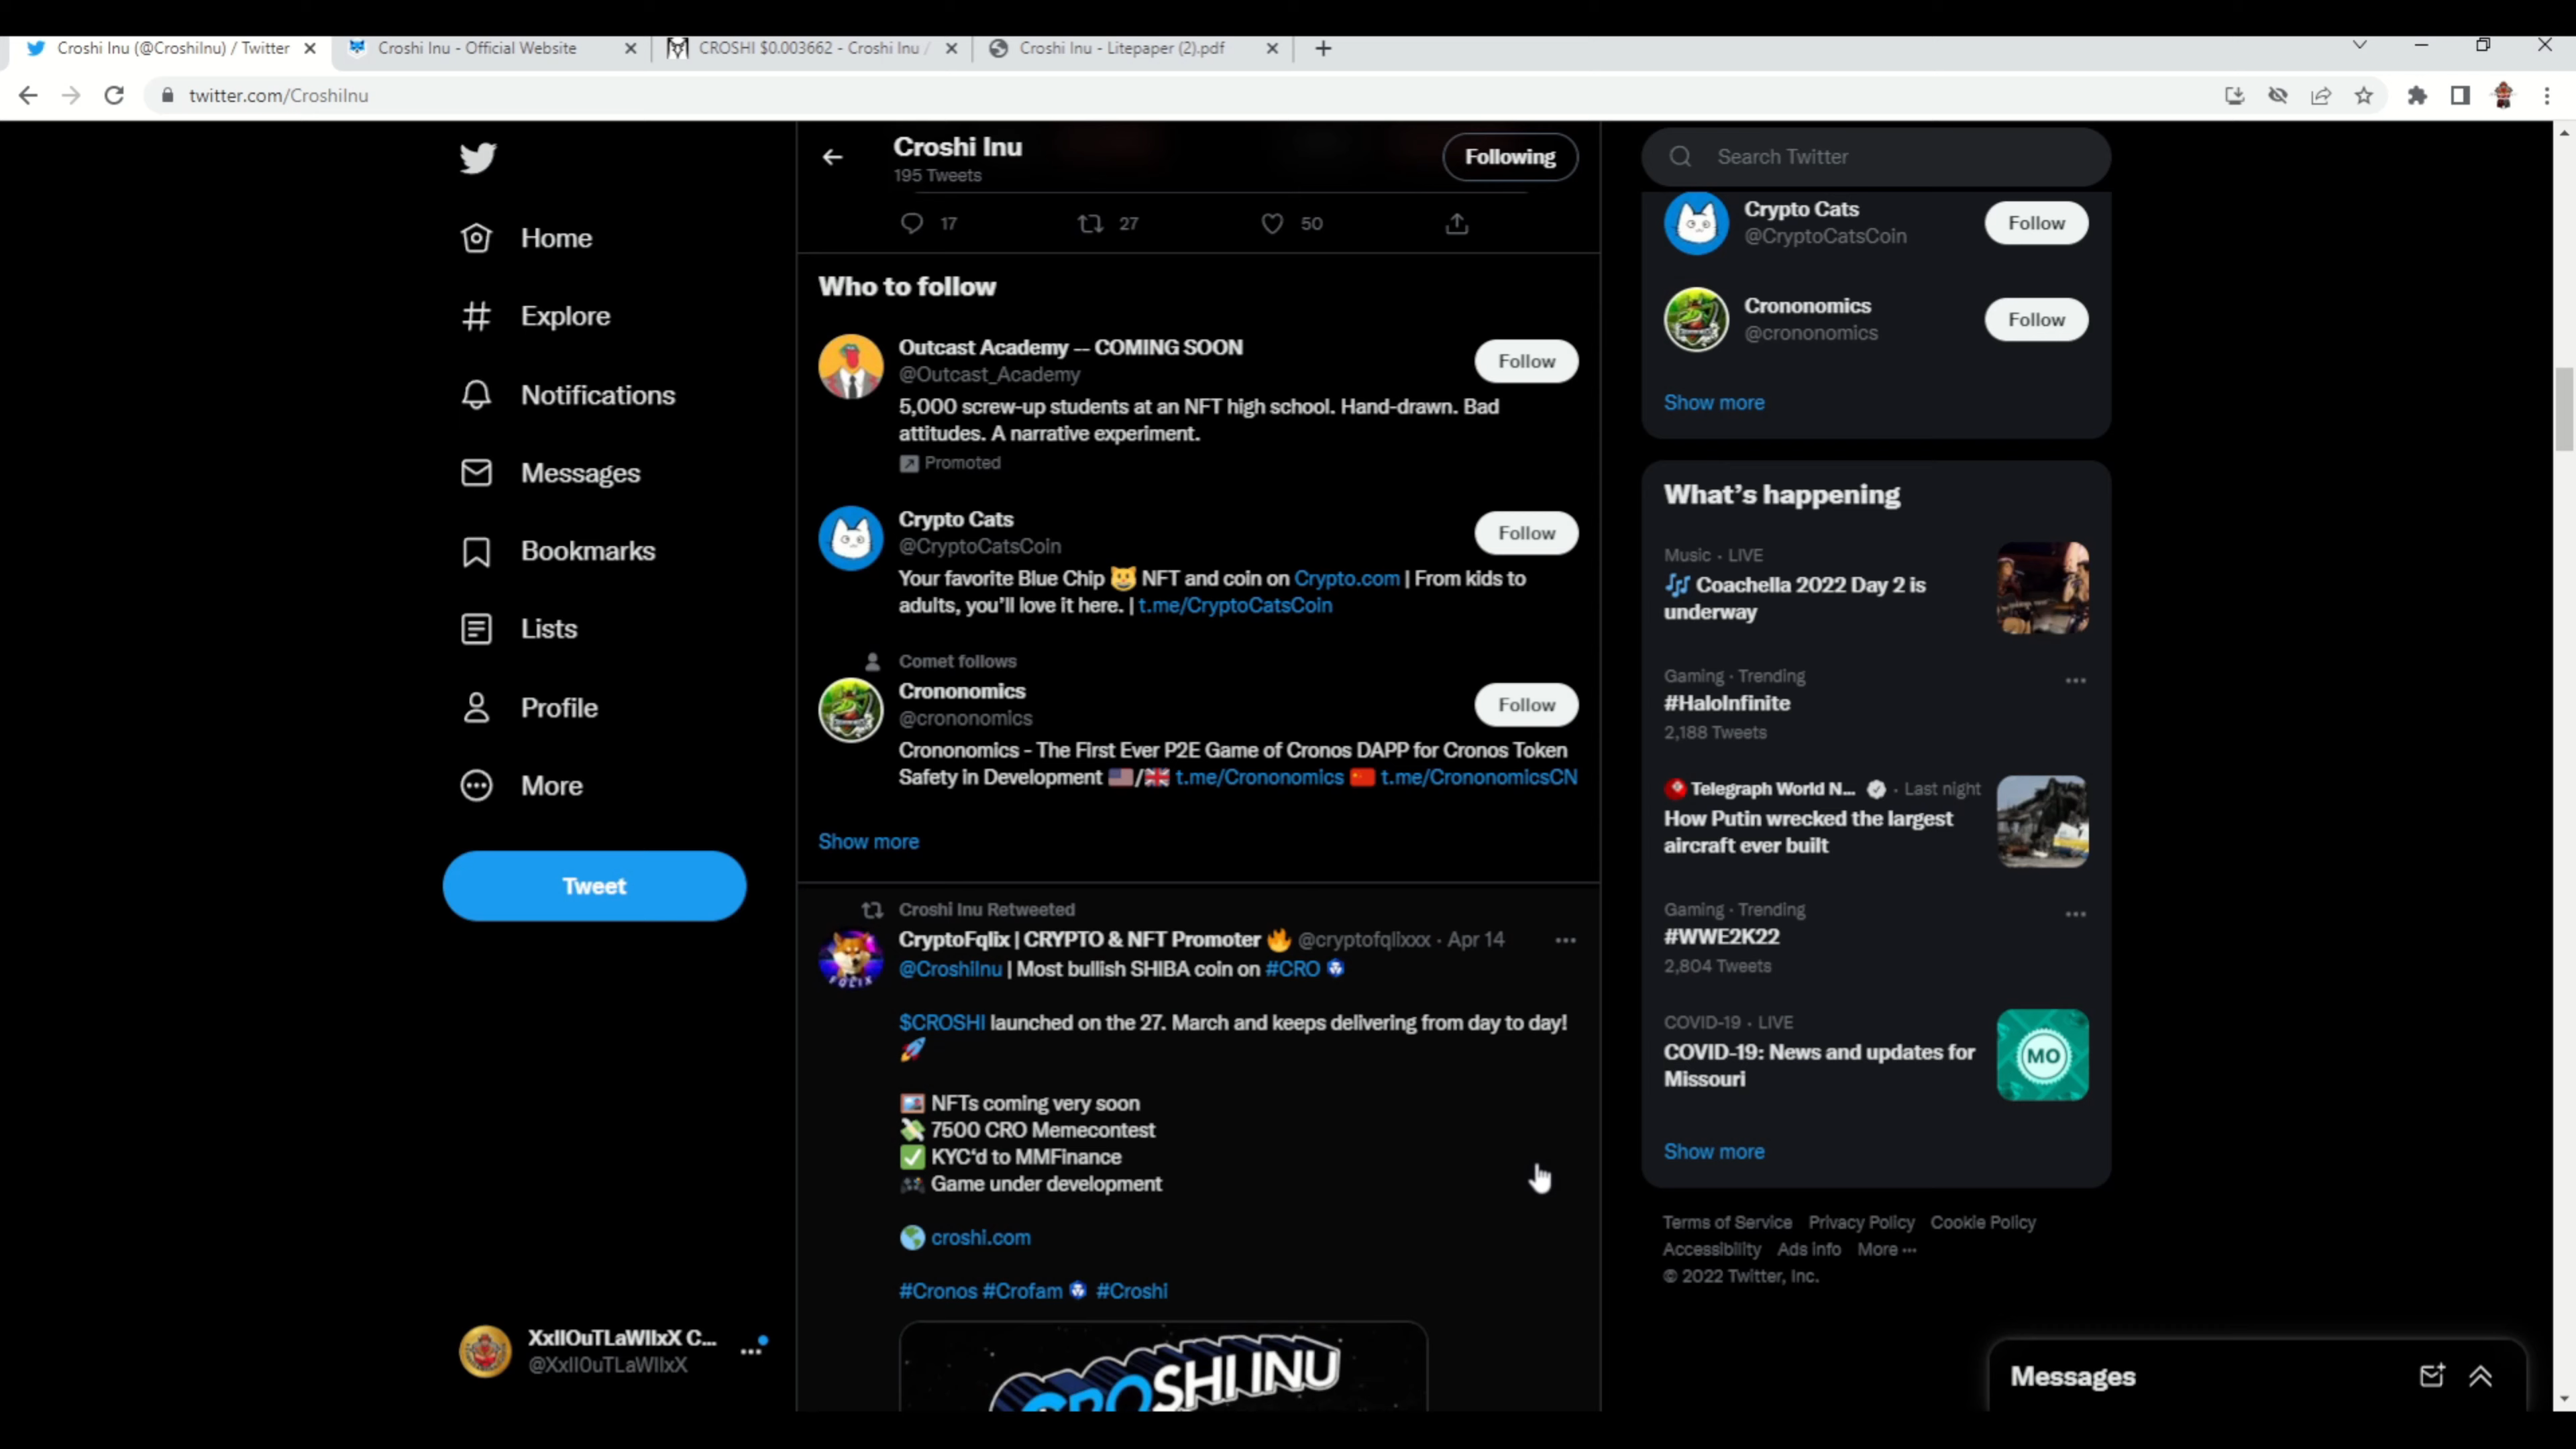 Croshi Inu (@CroshiInu) / Twitter
Croshi Inu - Official Website
CROSHI $0.003662 - Croshi Inu /
Croshi Inu - Litepaper (2).pdf
twitter.com/CroshiInu
Home
Explore
Notifications
Messages
Bookmarks
Lists
Profile
More
Tweet
XxIIOuTLaWIIxX C...
@XxII0uTLaWIIxX
Croshi Inu
195 Tweets
Following
17 27 50
Who to follow
Outcast Academy -- COMING SOON
@Outcast_Academy
Follow
5,000 screw-up students at an NFT high school. Hand-drawn. Bad
attitudes. A narrative experiment.
Promoted
Crypto Cats
@CryptoCatsCoin
Follow
Your favorite Blue Chip 😺 NFT and coin on Crypto.com | From kids to
adults, you'll love it here. | t.me/CryptoCatsCoin
Comet follows
Crononomics
@crononomics
Follow
Crononomics - The First Ever P2E Game of Cronos DAPP for Cronos Token
Safety in Development 🇺🇸/🇬🇧 t.me/Crononomics 🇨🇳 t.me/CrononomicsCN
Show more
Croshi Inu Retweeted
CryptoFqlix | CRYPTO & NFT Promoter 🔥 @cryptofqlixxx · Apr 14
@CroshiInu | Most bullish SHIBA coin on #CRO
$CROSHI launched on the 27. March and keeps delivering from day to day!
🚀
🖼️ NFTs coming very soon
💸 7500 CRO Memecontest
✅ KYC‘d to MMFinance
🎮 Game under development
🌎 croshi.com
#Cronos #Crofam #Croshi
CROSHI INU
Search Twitter
Crypto Cats
@CryptoCatsCoin
Follow
Crononomics
@crononomics
Follow
Show more
What's happening
Music · LIVE
🎶 Coachella 2022 Day 2 is
underway
Gaming · Trending
#HaloInfinite
2,188 Tweets
Telegraph World N... · Last night
How Putin wrecked the largest
aircraft ever built
Gaming · Trending
#WWE2K22
2,804 Tweets
COVID-19 · LIVE
COVID-19: News and updates for
Missouri
MO
Show more
Terms of Service Privacy Policy Cookie Policy
Accessibility Ads info More ···
© 2022 Twitter, Inc.
Messages